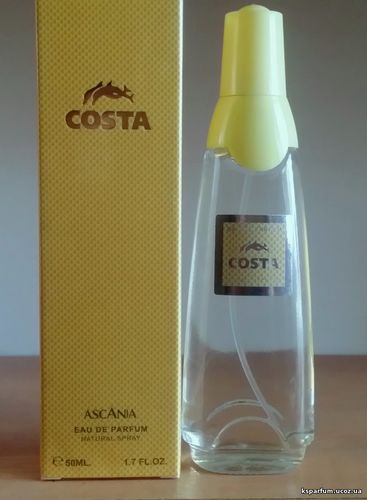 COSTA
ASCANIA
EAU DE PARFUM
NATURAL SPRAY
℮ 50ML. 1.7 FL.OZ.
COSTA
ksparfum.ucoz.ua